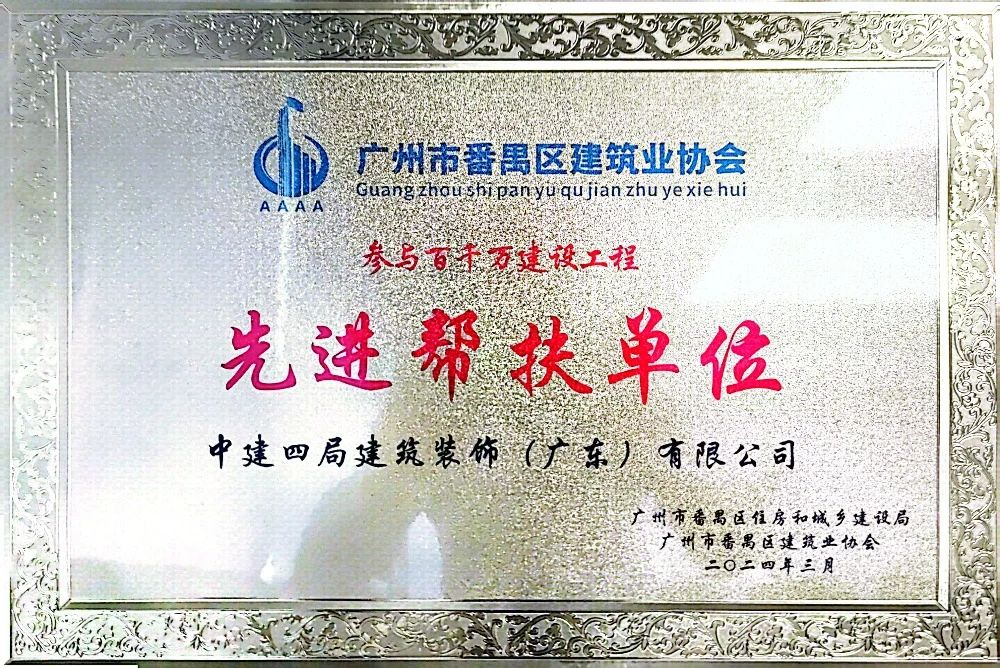 广州市番禺区建筑业协会
Guang zhou shi pan yu qu jian zhu ye xie hui
AAAA
参与百千万建设工程
先进帮扶单位
中建四局建筑装饰（广东）有限公司
广州市番禺区住房和城乡建设局
广州市番禺区建筑业协会
二〇二四年三月